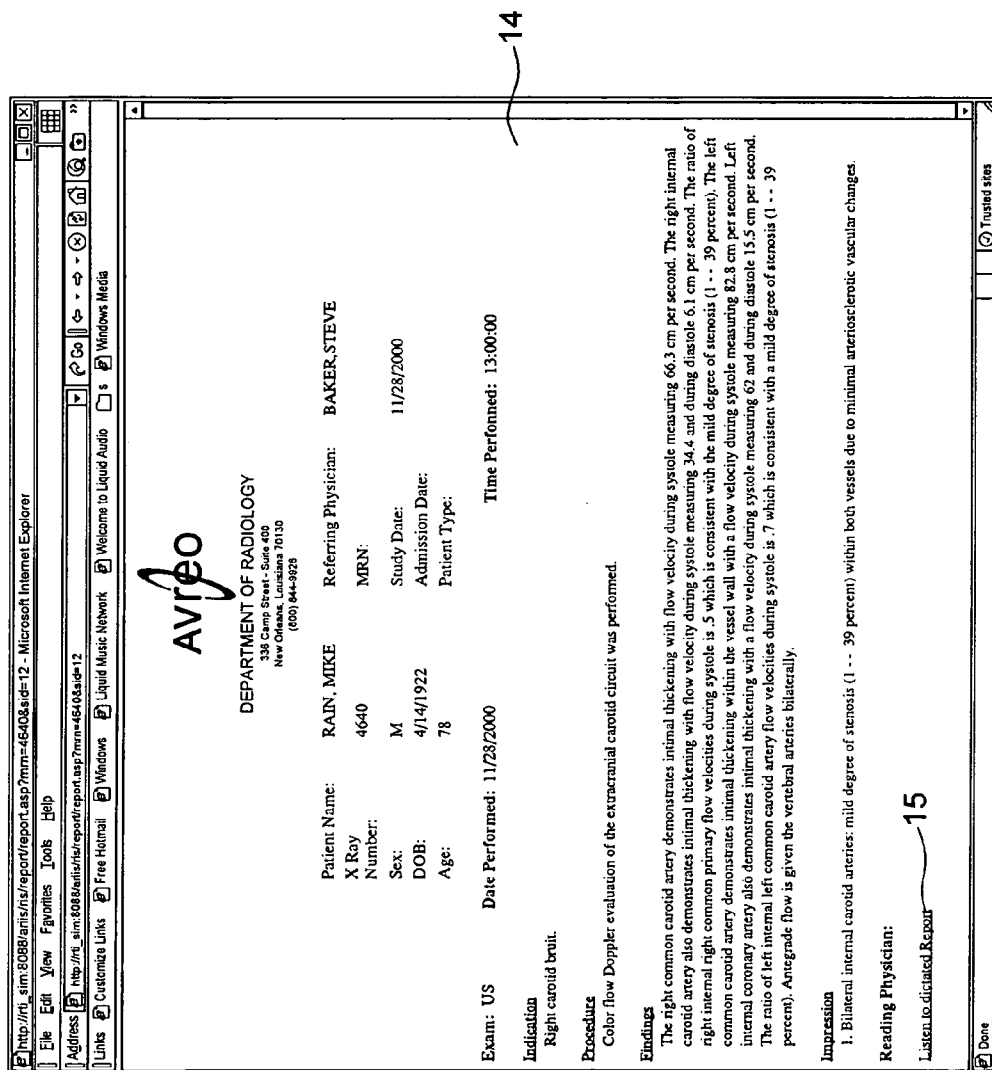 http://rti_sim:8088/ariis/ris/report/report.asp?mrn=4640&sid=12 - Microsoft Internet Explorer
File Edit View Favorites Tools Help
Address http://rti_sim:8088/ariis/ris/report/report.asp?mrn=4640&sid=12 Go
Links Customize Links Free Hotmail Windows Liquid Music Network Welcome to Liquid Audio s Windows Media
Avreo
DEPARTMENT OF RADIOLOGY
336 Camp Street - Suite 400
New Orleans, Louisiana 70130
(800) 844-9928
Patient Name: RAIN, MIKE Referring Physician: BAKER,STEVE
X Ray Number: 4640 MRN:
Sex: M Study Date: 11/28/2000
DOB: 4/14/1922 Admission Date:
Age: 78 Patient Type:
Exam: US Date Performed: 11/28/2000 Time Perfonned: 13:00:00
Indication
Right carotid bruit.
Procedure
Color flow Doppler evaluation of the extracranial carotid circuit was performed.
Findings
The right common carotid artery demonstrates intimal thickening with flow velocity during systole measuring 66.3 cm per second. The right internal
carotid artery also demonstrates intimal thickening with flow velocity during systole measuring 34.4 and during diastole 6.1 cm per second. The ratio of
right internal right common primary flow velocities during systole is .5 which is consistent with the mild degree of stenosis (1 - - 39 percent). The left
common carotid artery demonstrates intimal thickening within the vessel wall with a flow velocity during systole measuring 82.8 cm per second. Left
internal coronary artery also demonstrates intimal thickening with a flow velocity during systole measuring 62 and during diastole 15.5 cm per second.
The ratio of left internal left common carotid artery flow velocities during systole is .7 which is consistent with a mild degree of stenosis (1 - - 39
percent). Antegrade flow is given the vertebral arteries bilaterally.
Impression
1. Bilateral internal carotid arteries: mild degree of stenosis (1 - - 39 percent) within both vessels due to minimal arteriosclerotic vascular changes.
Reading Physician:
Listen to dictated Report
15
14
Done Trusted sites